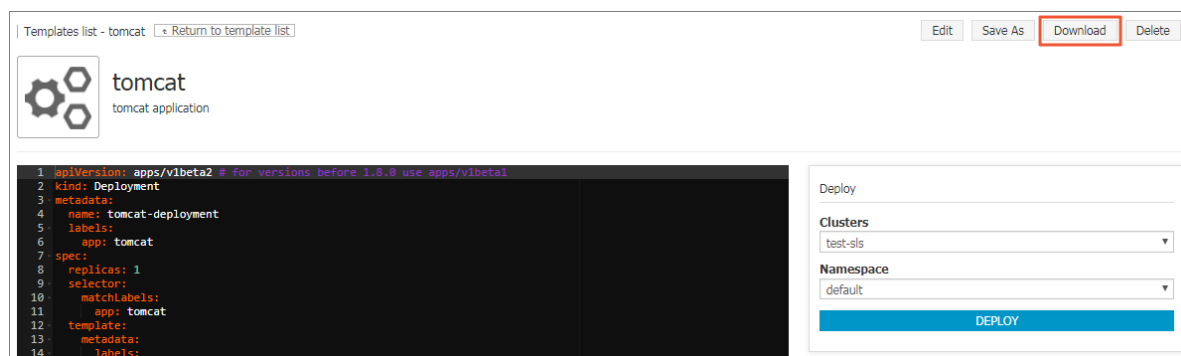 Templates list - tomcat Return to template list Edit Save As Download Delete
tomcat
tomcat application
1 apiVersion: apps/v1beta2 # for versions before 1.8.0 use apps/v1beta1
2 kind: Deployment
3 metadata:
4 name: tomcat-deployment
5 labels:
6 app: tomcat
7 spec:
8 replicas: 1
9 selector:
10 matchLabels:
11 app: tomcat
12 template:
13 metadata:
14 labels:
Deploy
Clusters
test-sls
Namespace
default
DEPLOY